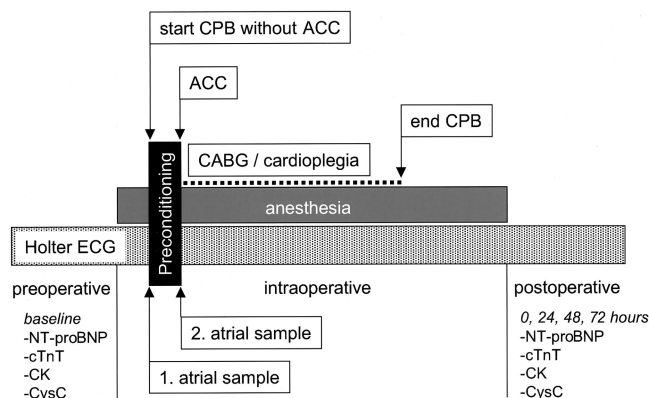 start CPB without ACC
ACC
end CPB
CABG / cardioplegia
Preconditioning
anesthesia
Holter ECG
preoperative
intraoperative
postoperative
baseline
-NT-proBNP
-cTnT
-CK
-CysC
2. atrial sample
1. atrial sample
0, 24, 48, 72 hours
-NT-proBNP
-cTnT
-CK
-CysC